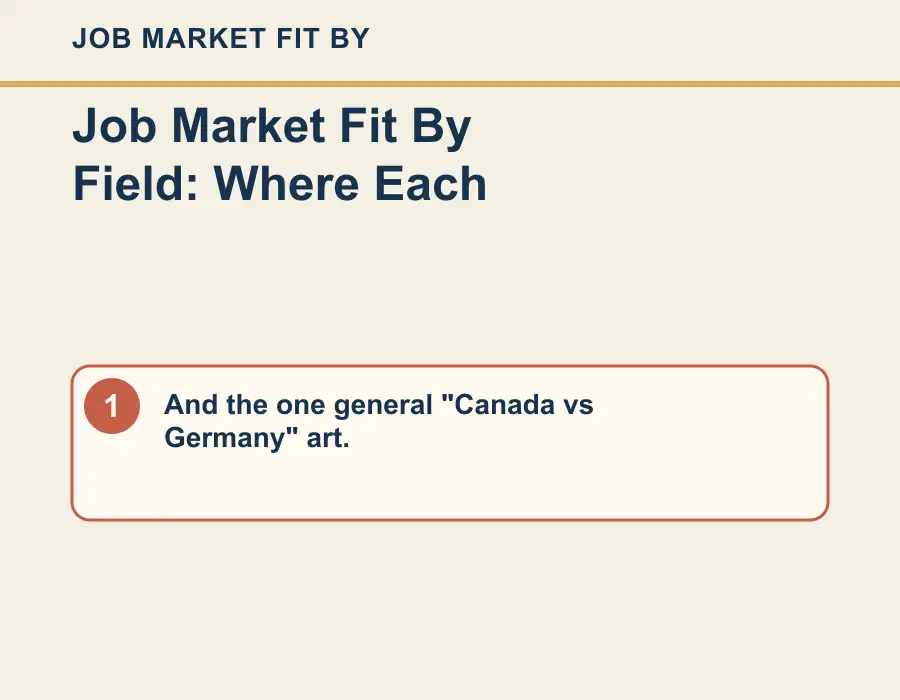 JOB MARKET FIT BY
Job Market Fit By
Field: Where Each
1
And the one general "Canada vs
Germany" art.